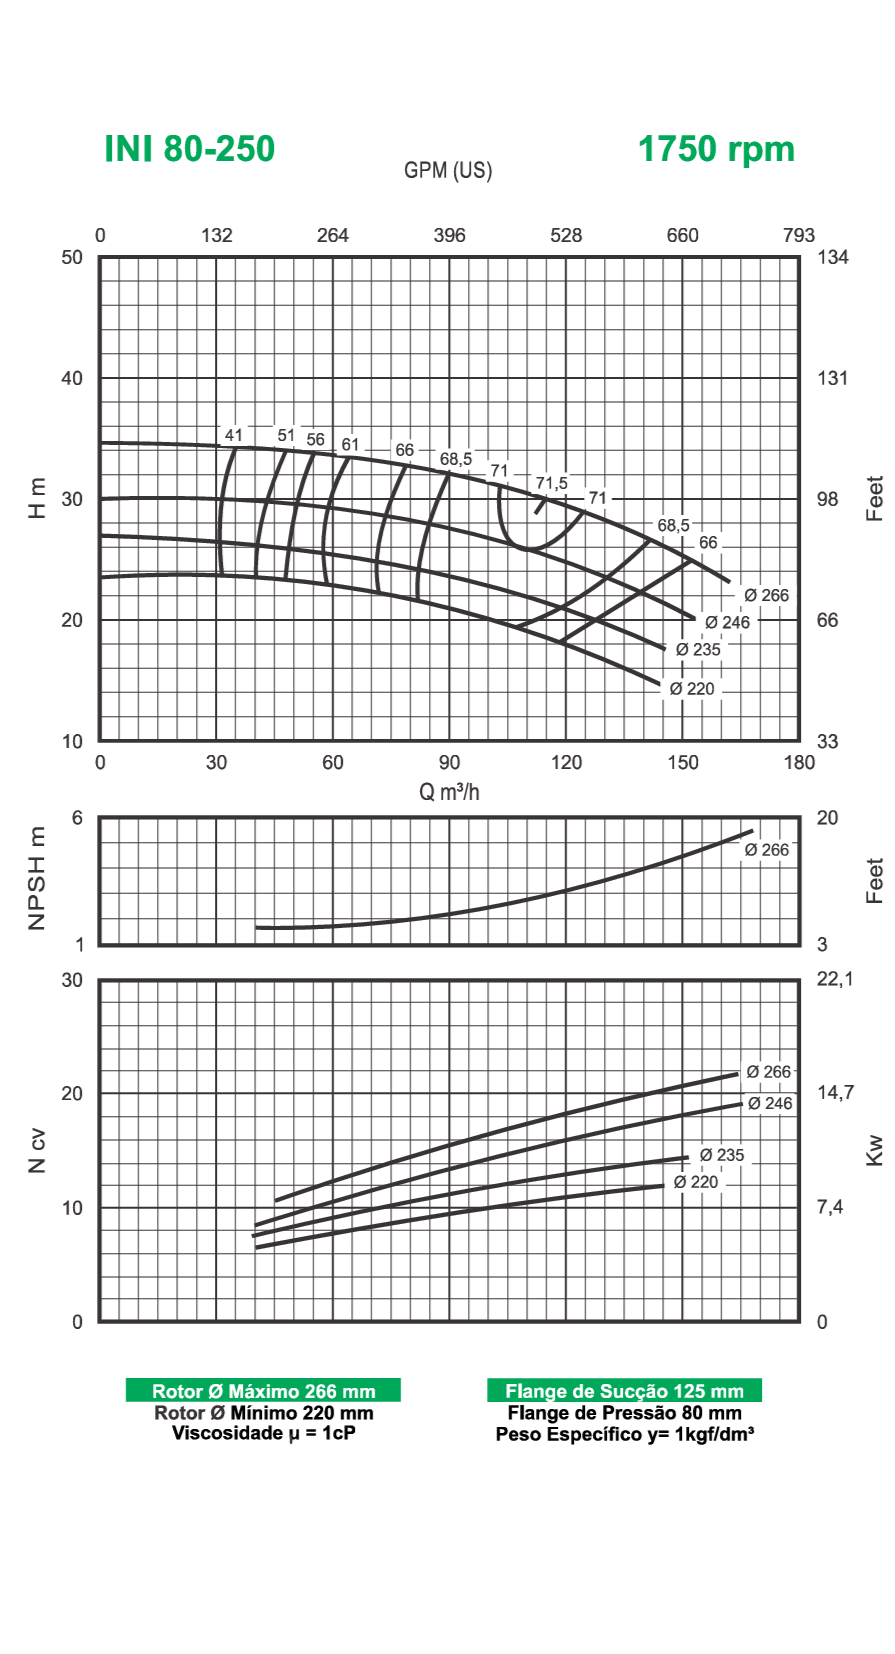 INI 80-250
1750 rpm
GPM (US)
0 132 264 396 528 660 793
50 134
40 131
30 98
20 66
10 33
H m
Feet
41 51 56 61 66 68,5 71 71,5 71 68,5 66
Ø 266
Ø 246
Ø 235
Ø 220
0 30 60 90 120 150 180
Q m³/h
6 20
1 3
NPSH m
Feet
Ø 266
30 22,1
20 14,7
10 7,4
0 0
N cv
Kw
Ø 266
Ø 246
Ø 235
Ø 220
Rotor Ø Máximo 266 mm
Rotor Ø Mínimo 220 mm
Viscosidade µ = 1cP
Flange de Sucção 125 mm
Flange de Pressão 80 mm
Peso Específico y= 1kgf/dm³